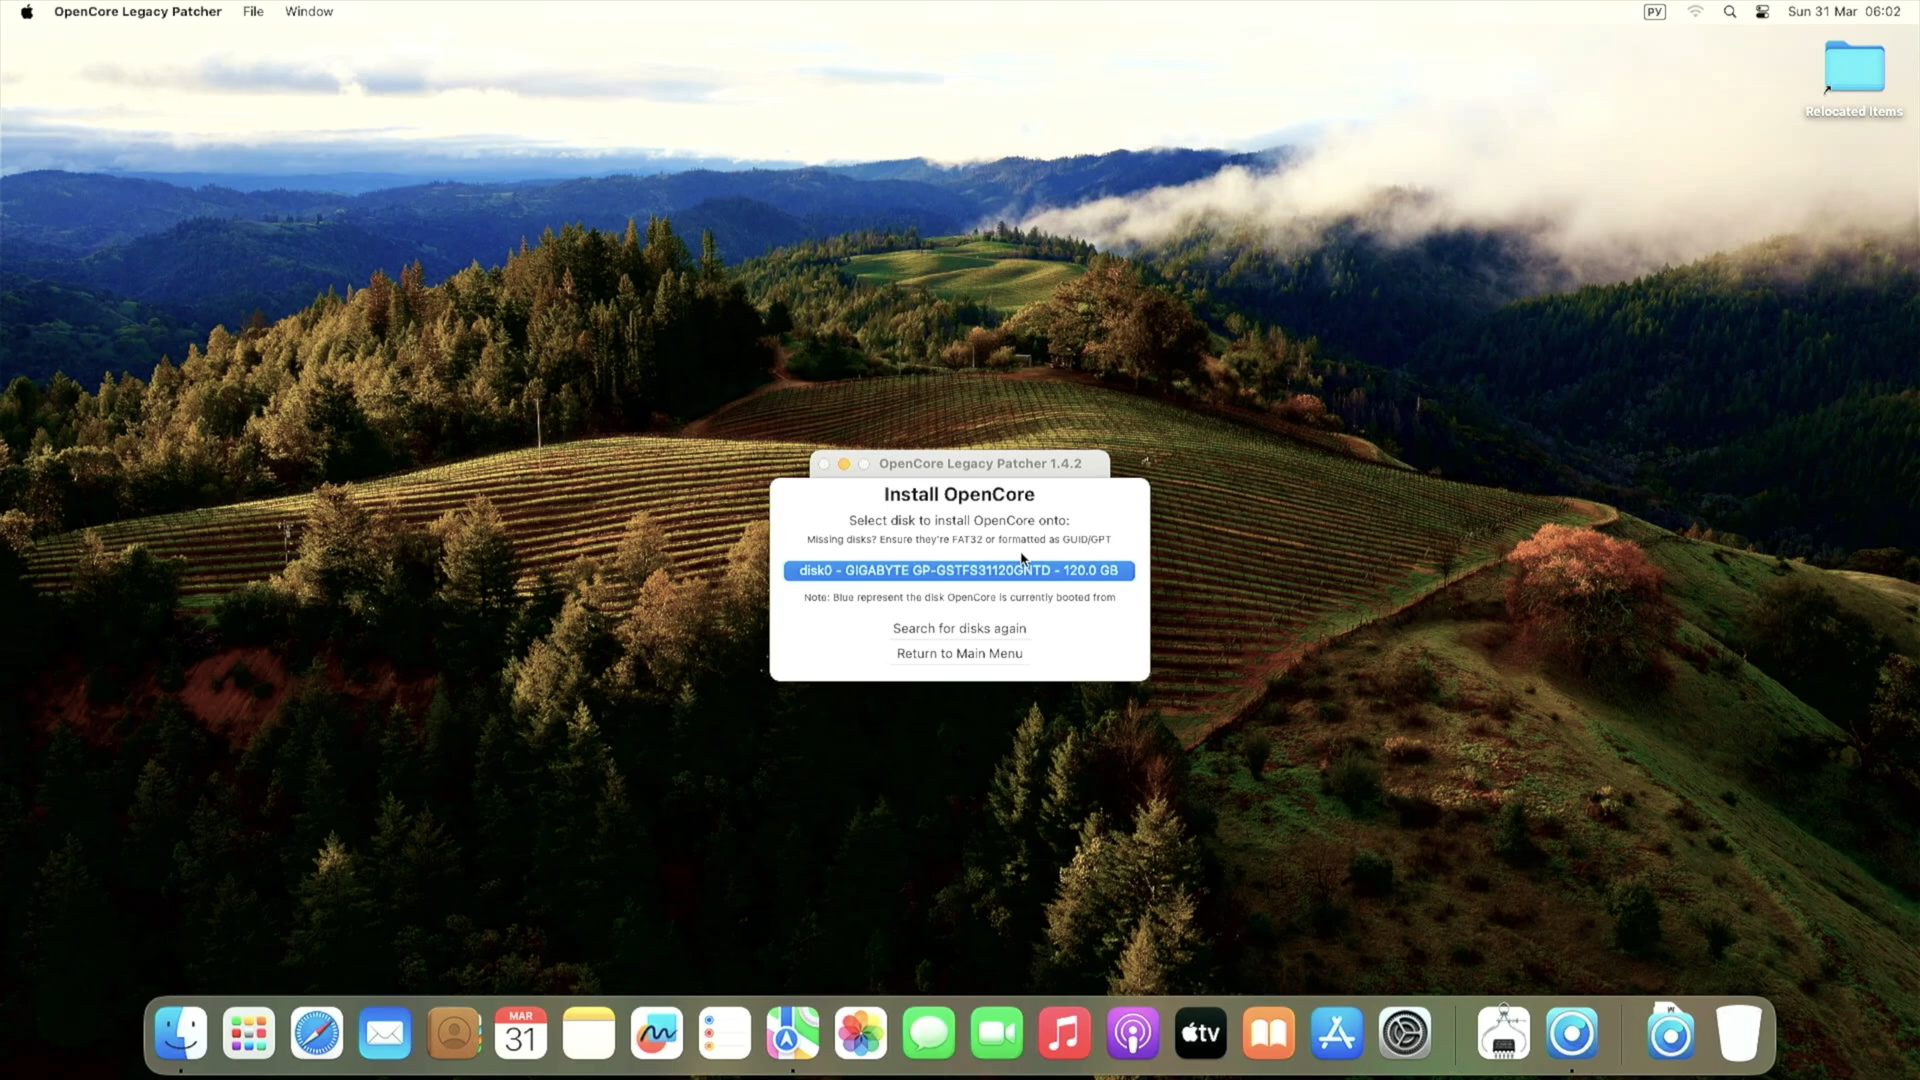 OpenCore Legacy Patcher File Window
РУ Sun 31 Mar 06:02
Relocated Items
OpenCore Legacy Patcher 1.4.2
Install OpenCore
Select disk to install OpenCore onto:
Missing disks? Ensure they're FAT32 or formatted as GUID/GPT
disk0 - GIGABYTE GP-GSTFS31120GNTD - 120.0 GB
Note: Blue represent the disk OpenCore is currently booted from
Search for disks again
Return to Main Menu
MAR
31
tv